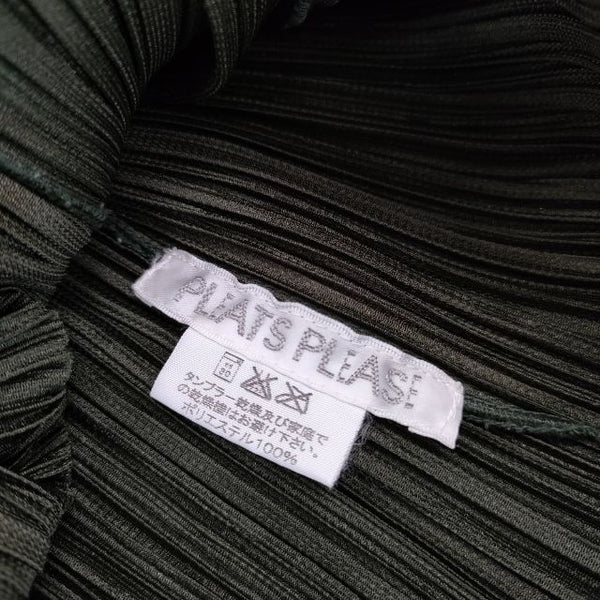 PLEATS PLEASE
タンブラー乾燥及び家庭で
の乾燥機はお避け下さい。
ポリエステル100%